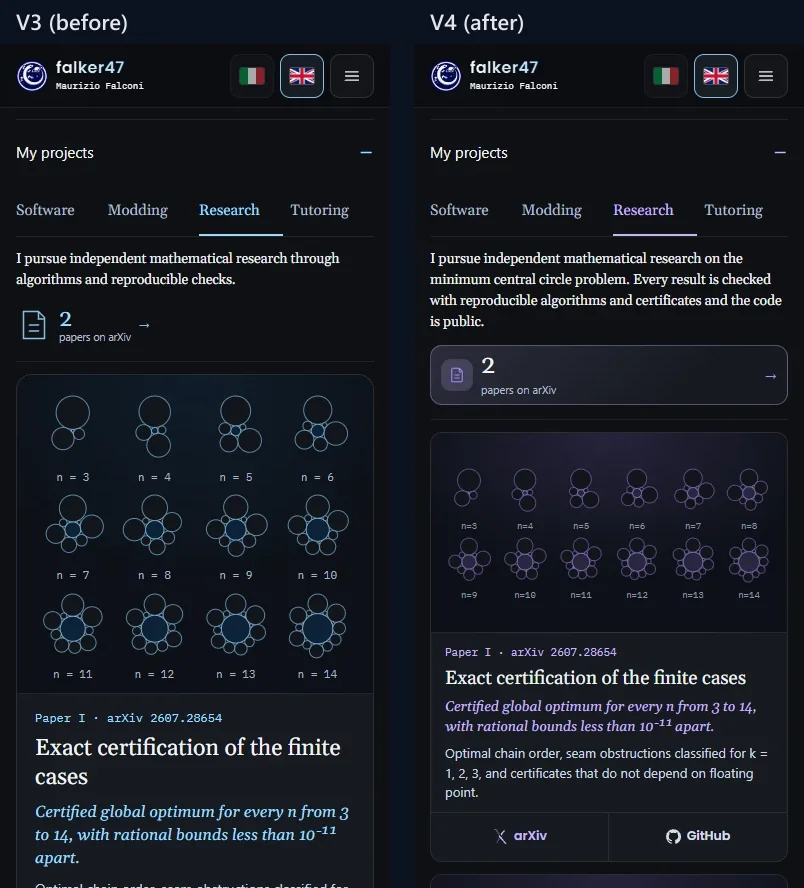 V3 (before)
falker47
Maurizio Falconi
My projects
Software Modding Research Tutoring
I pursue independent mathematical research through
algorithms and reproducible checks.
2 →
papers on arXiv
n = 3 n = 4 n = 5 n = 6
n = 7 n = 8 n = 9 n = 10
n = 11 n = 12 n = 13 n = 14
Paper I · arXiv 2607.28654
Exact certification of the finite
cases
Certified global optimum for every n from 3
to 14, with rational bounds less than 10⁻¹¹
apart.
V4 (after)
falker47
Maurizio Falconi
My projects
Software Modding Research Tutoring
I pursue independent mathematical research on the
minimum central circle problem. Every result is checked
with reproducible algorithms and certificates and the code
is public.
2
papers on arXiv →
n=3 n=4 n=5 n=6 n=7 n=8
n=9 n=10 n=11 n=12 n=13 n=14
Paper I · arXiv 2607.28654
Exact certification of the finite cases
Certified global optimum for every n from 3 to 14,
with rational bounds less than 10⁻¹¹ apart.
Optimal chain order, seam obstructions classified for k =
1, 2, 3, and certificates that do not depend on floating
point.
arXiv GitHub